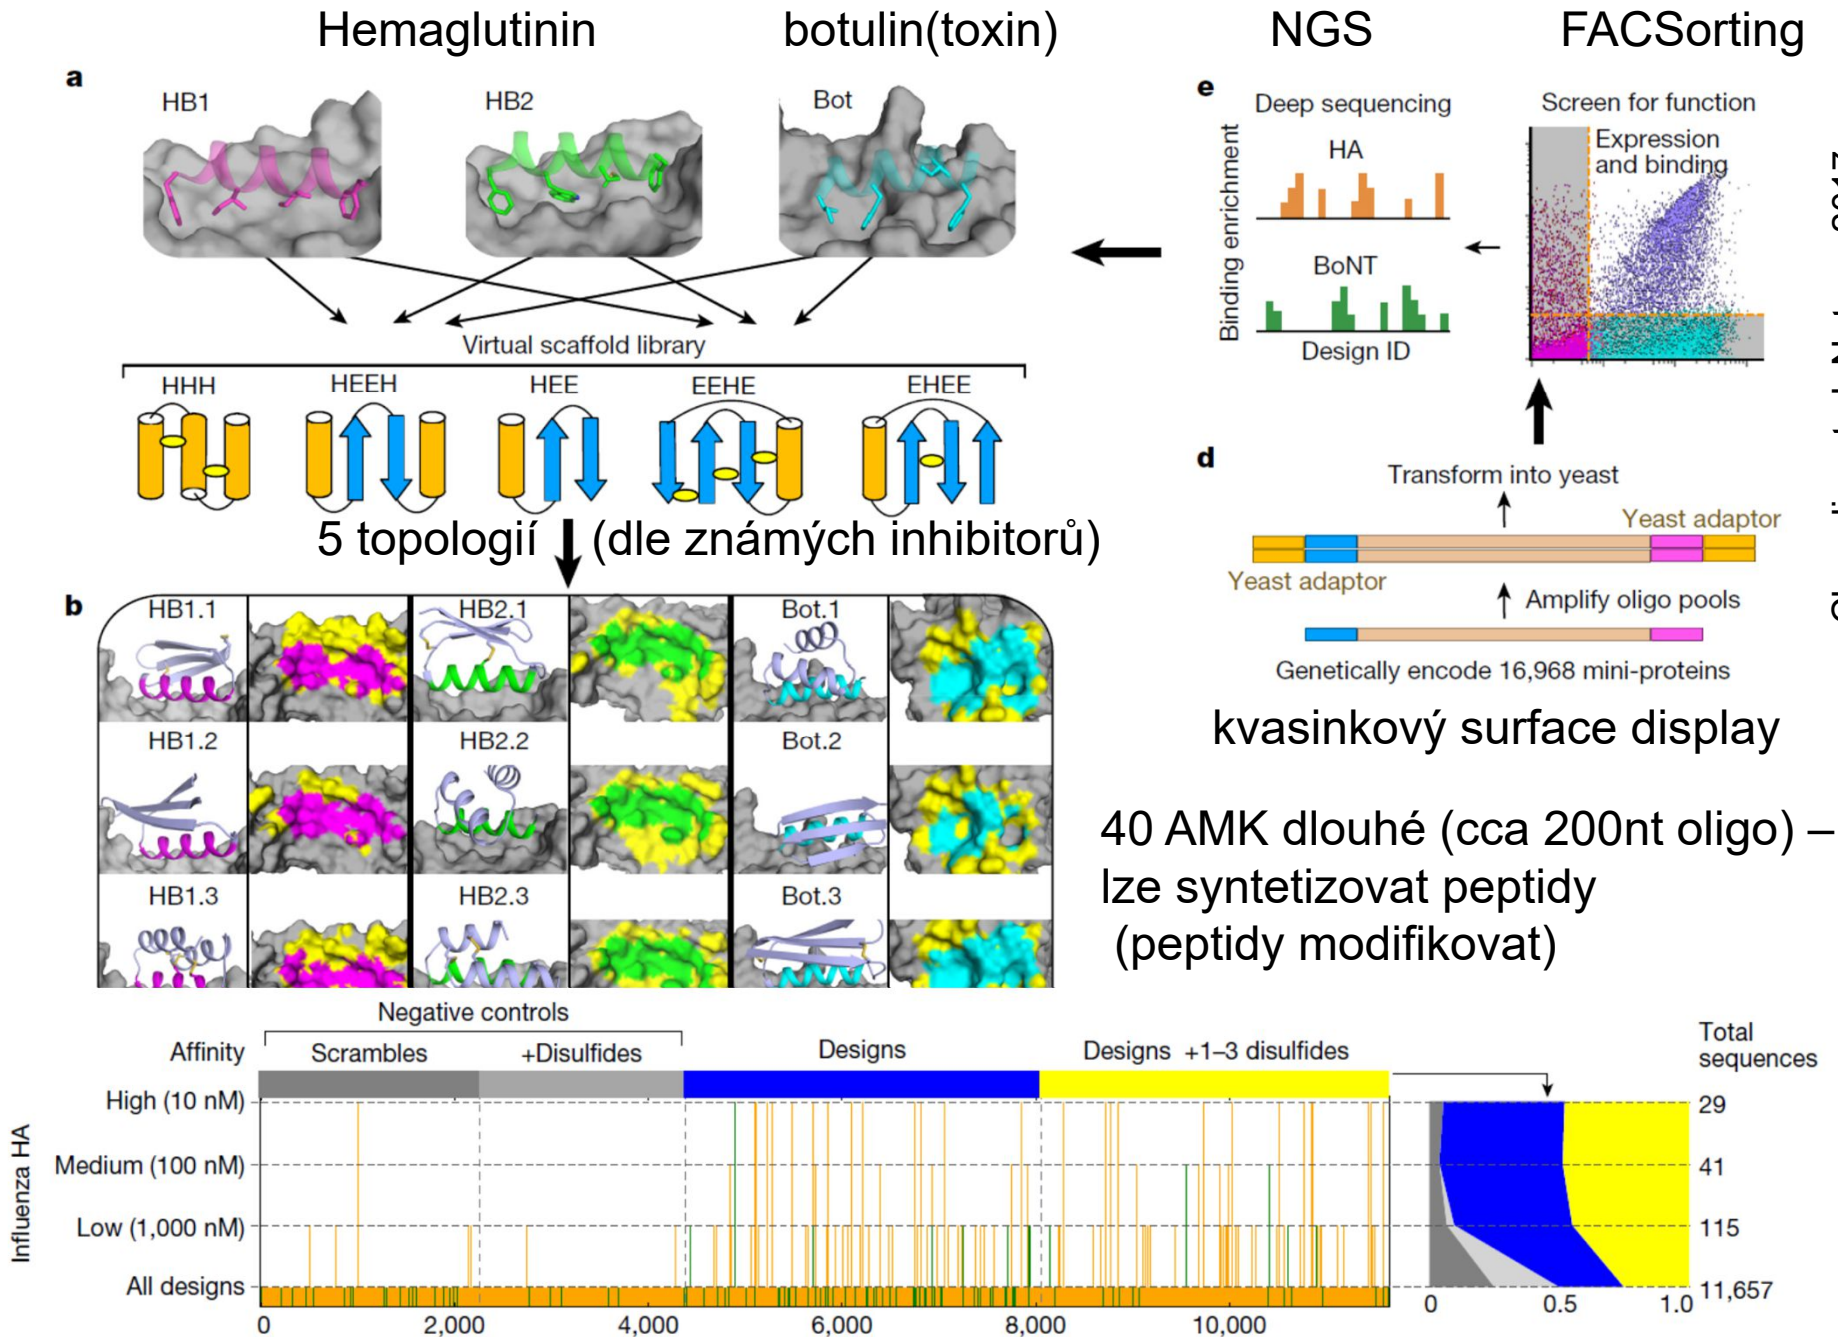 Hemaglutinin
botulin(toxin)
NGS
FACSorting
a
HB1
HB2
Bot
Virtual scaffold library
HHH
HEEH
HEE
EEHE
EHEE
5 topologií
(dle známých inhibitorů)
e
Deep sequencing
Screen for function
Binding enrichment
HA
BoNT
Design ID
Expression
and binding
d
Transform into yeast
Yeast adaptor
Yeast adaptor
Amplify oligo pools
Genetically encode 16,968 mini-proteins
kvasinkový surface display
40 AMK dlouhé (cca 200nt oligo) –
lze syntetizovat peptidy
(peptidy modifikovat)
b
HB1.1
HB2.1
Bot.1
HB1.2
HB2.2
Bot.2
HB1.3
HB2.3
Bot.3
Negative controls
Affinity
Scrambles
+Disulfides
Designs
Designs +1–3 disulfides
Total
sequences
Influenza HA
High (10 nM)
29
Medium (100 nM)
41
Low (1,000 nM)
115
All designs
11,657
0
2,000
4,000
6,000
8,000
10,000
0
0.5
1.0